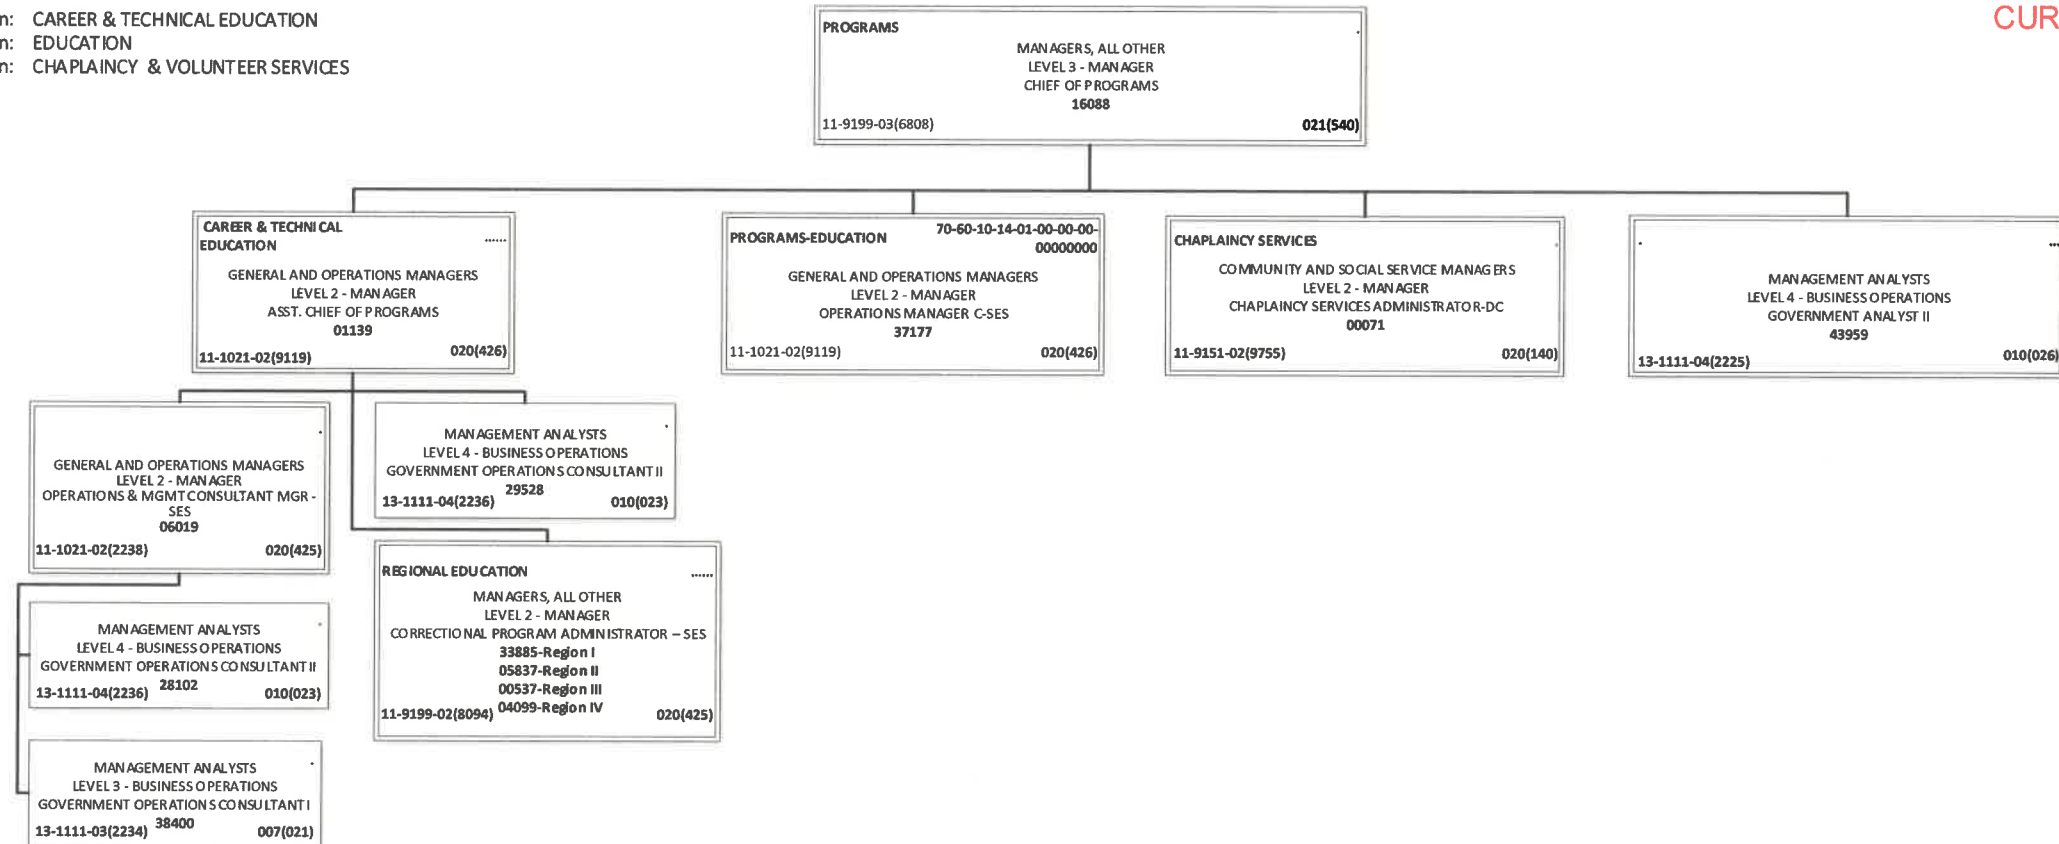 n: CAREER & TECHNICAL EDUCATION
n: EDUCATION
n: CHAPLAINCY & VOLUNTEER SERVICES
CUR
PROGRAMS
MANAGERS, ALL OTHER
LEVEL 3 - MANAGER
CHIEF OF PROGRAMS
16088
11-9199-03(6808) 021(540)
CAREER & TECHNICAL
EDUCATION ......
GENERAL AND OPERATIONS MANAGERS
LEVEL 2 - MANAGER
ASST. CHIEF OF PROGRAMS
01139
11-1021-02(9119) 020(426)
PROGRAMS-EDUCATION 70-60-10-14-01-00-00-00-
00000000
GENERAL AND OPERATIONS MANAGERS
LEVEL 2 - MANAGER
OPERATIONS MANAGER C-SES
37177
11-1021-02(9119) 020(426)
CHAPLAINCY SERVICES
COMMUNITY AND SOCIAL SERVICE MANAGERS
LEVEL 2 - MANAGER
CHAPLAINCY SERVICES ADMINISTRATOR-DC
00071
11-9151-02(9755) 020(140)
MANAGEMENT ANALYSTS
LEVEL 4 - BUSINESS OPERATIONS
GOVERNMENT ANALYST II
43959
13-1111-04(2225) 010(026)
GENERAL AND OPERATIONS MANAGERS
LEVEL 2 - MANAGER
OPERATIONS & MGMT CONSULTANT MGR -
SES
06019
11-1021-02(2238) 020(425)
MANAGEMENT ANALYSTS
LEVEL 4 - BUSINESS OPERATIONS
GOVERNMENT OPERATIONS CONSULTANT II
29528
13-1111-04(2236) 010(023)
REGIONAL EDUCATION ......
MANAGERS, ALL OTHER
LEVEL 2 - MANAGER
CORRECTIONAL PROGRAM ADMINISTRATOR – SES
33885-Region I
05837-Region II
00537-Region III
04099-Region IV
11-9199-02(8094) 020(425)
MANAGEMENT ANALYSTS
LEVEL 4 - BUSINESS OPERATIONS
GOVERNMENT OPERATIONS CONSULTANT II
28102
13-1111-04(2236) 010(023)
MANAGEMENT ANALYSTS
LEVEL 3 - BUSINESS OPERATIONS
GOVERNMENT OPERATIONS CONSULTANT I
38400
13-1111-03(2234) 007(021)